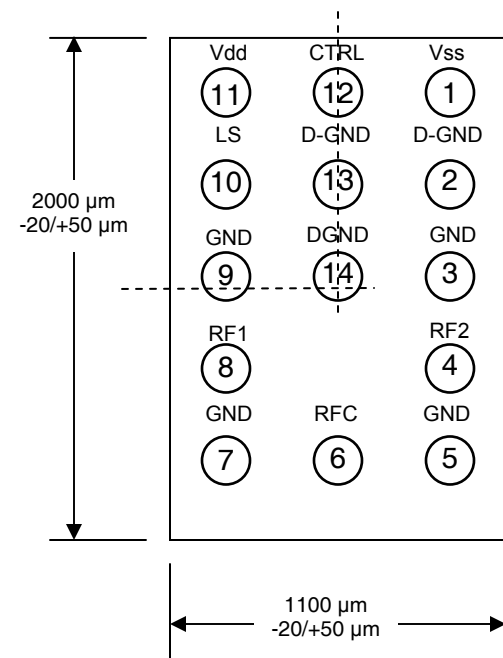 Vdd CTRL Vss
11 12 1
LS D-GND D-GND
10 13 2
2000 µm
-20/+50 µm
GND DGND GND
9 14 3
RF1 RF2
8 4
GND RFC GND
7 6 5
1100 µm
-20/+50 µm